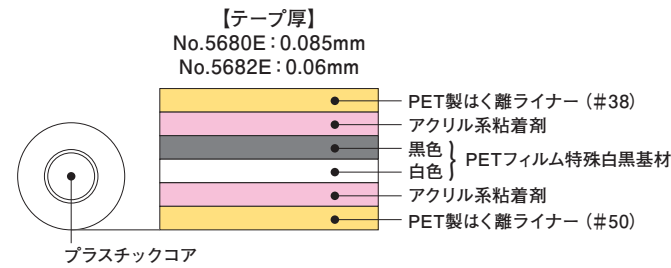 【テープ厚】
No.5680E：0.085mm
No.5682E：0.06mm
PET製はく離ライナー（＃38）
アクリル系粘着剤
黒色
白色
PETフィルム特殊白黒基材
アクリル系粘着剤
PET製はく離ライナー（＃50）
プラスチックコア